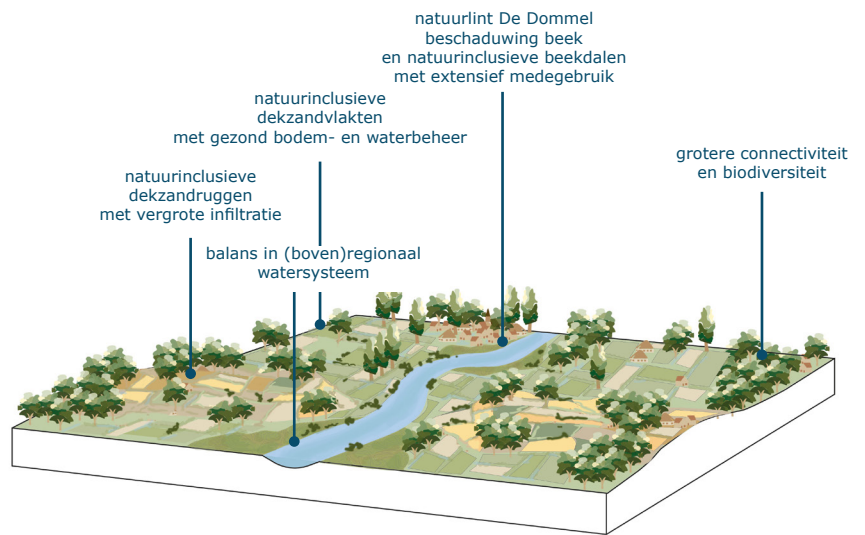 natuurlint De Dommel
beschaduwing beek
en natuurinclusieve beekdalen
met extensief medegebruik
natuurinclusieve
dekzandvlakten
met gezond bodem- en waterbeheer
grotere connectiviteit
en biodiversiteit
natuurinclusieve
dekzandruggen
met vergrote infiltratie
balans in (boven)regionaal
watersysteem